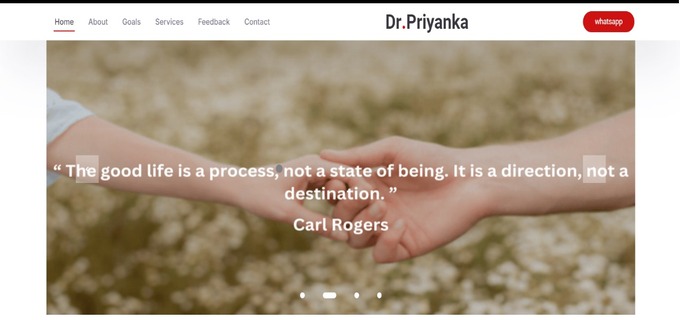 Home About Goals Services Feedback Contact Dr.Priyanka whatsapp
“ The good life is a process, not a state of being. It is a direction, not a
destination. ”
Carl Rogers